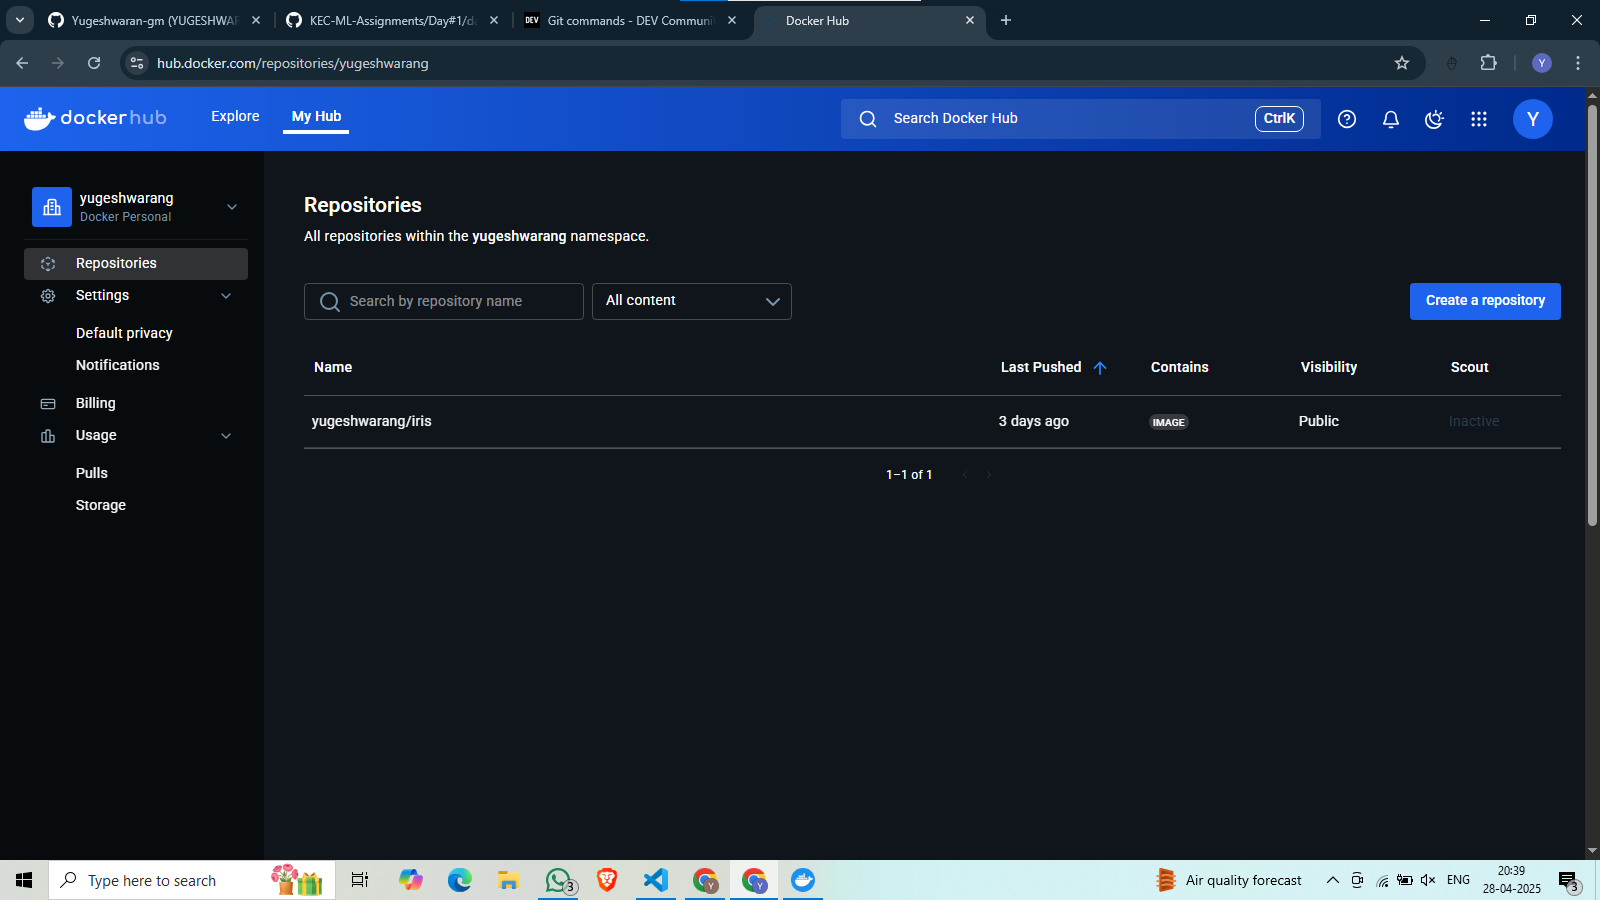 Yugeshwaran-gm (YUGESHWAR
KEC-ML-Assignments/Day#1/d
DEV
Git commands - DEV Communi
Docker Hub
hub.docker.com/repositories/yugeshwarang
Y
dockerhub
Explore
My Hub
Search Docker Hub
CtrlK
Y
yugeshwarang
Docker Personal
Repositories
Settings
Default privacy
Notifications
Billing
Usage
Pulls
Storage
Repositories
All repositories within the yugeshwarang namespace.
Search by repository name
All content
Create a repository
Name
Last Pushed
Contains
Visibility
Scout
yugeshwarang/iris
3 days ago
IMAGE
Public
Inactive
1–1 of 1
Type here to search
3
Y
Y
Air quality forecast
ENG
20:39
28-04-2025
3